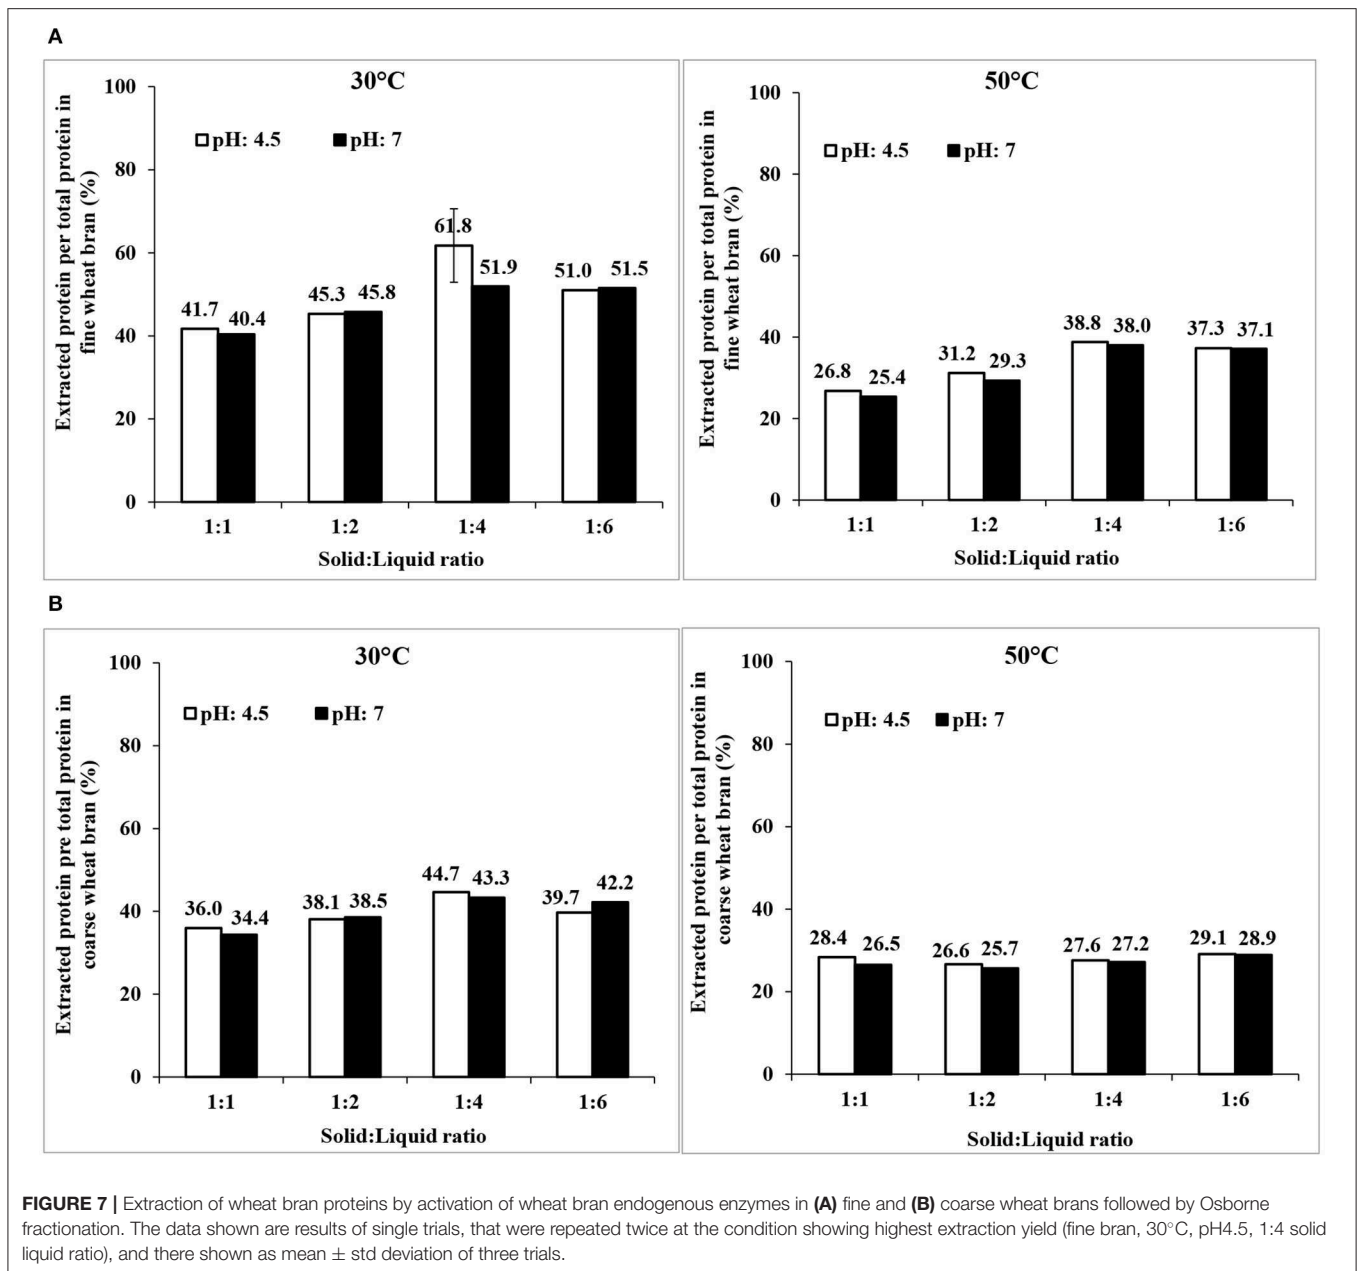 A
30°C
100
80
60
40
20
0
Extracted protein per total protein in
fine wheat bran (%)
pH: 4.5 pH: 7
41.7 40.4 45.3 45.8 61.8 51.9 51.0 51.5
1:1 1:2 1:4 1:6
Solid:Liquid ratio
50°C
100
80
60
40
20
0
Extracted protein per total protein in
fine wheat bran (%)
pH: 4.5 pH: 7
26.8 25.4 31.2 29.3 38.8 38.0 37.3 37.1
1:1 1:2 1:4 1:6
Solid:Liquid ratio
B
30°C
100
80
60
40
20
0
Extracted protein pre total protein in
coarse wheat bran (%)
pH: 4.5 pH: 7
36.0 34.4 38.1 38.5 44.7 43.3 39.7 42.2
1:1 1:2 1:4 1:6
Solid:Liquid ratio
50°C
100
80
60
40
20
0
Extracted protein per total protein in
coarse wheat bran (%)
pH: 4.5 pH: 7
28.4 26.5 26.6 25.7 27.6 27.2 29.1 28.9
1:1 1:2 1:4 1:6
Solid:Liquid ratio
FIGURE 7 | Extraction of wheat bran proteins by activation of wheat bran endogenous enzymes in (A) fine and (B) coarse wheat brans followed by Osborne
fractionation. The data shown are results of single trials, that were repeated twice at the condition showing highest extraction yield (fine bran, 30°C, pH4.5, 1:4 solid
liquid ratio), and there shown as mean ± std deviation of three trials.